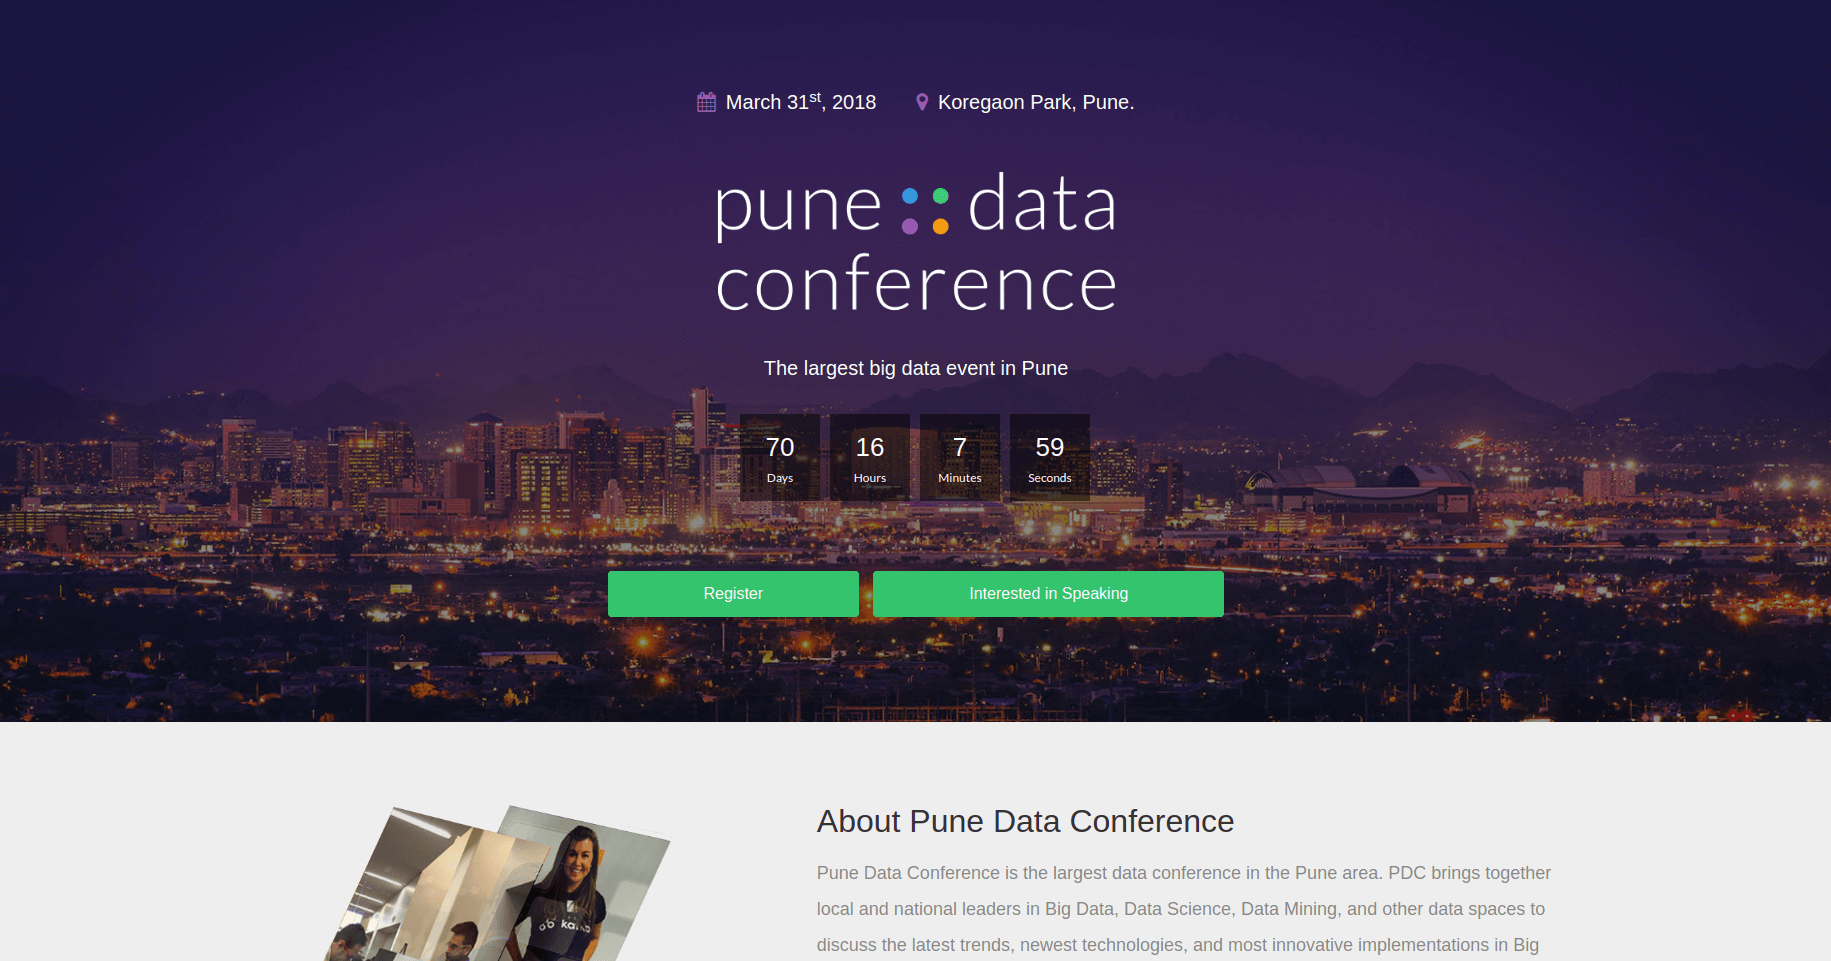 March 31st, 2018 Koregaon Park, Pune.
pune data
conference
The largest big data event in Pune
70 16 7 59
Days Hours Minutes Seconds
Register Interested in Speaking
About Pune Data Conference
Pune Data Conference is the largest data conference in the Pune area. PDC brings together
local and national leaders in Big Data, Data Science, Data Mining, and other data spaces to
discuss the latest trends, newest technologies, and most innovative implementations in Big